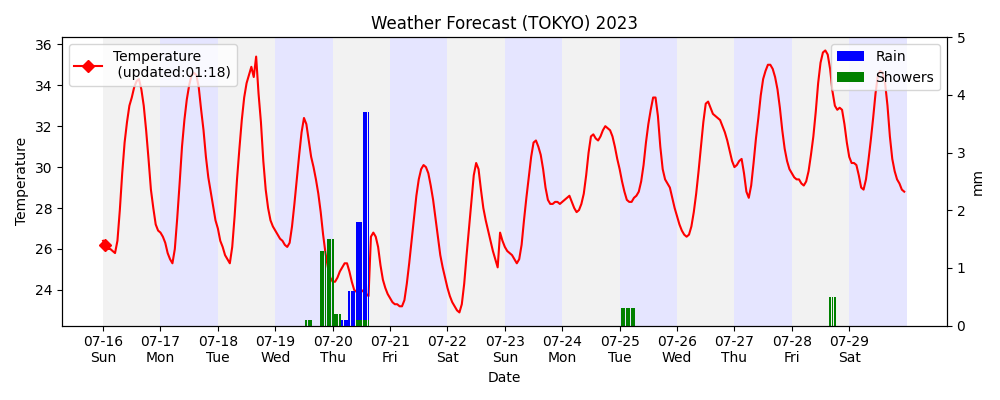 Weather Forecast (TOKYO) 2023
Temperature
(updated:01:18)
Rain
Showers
Temperature
36
34
32
30
28
26
24
5
4
3
2
1
0
mm
07-16
Sun
07-17
Mon
07-18
Tue
07-19
Wed
07-20
Thu
07-21
Fri
07-22
Sat
07-23
Sun
07-24
Mon
07-25
Tue
07-26
Wed
07-27
Thu
07-28
Fri
07-29
Sat
Date